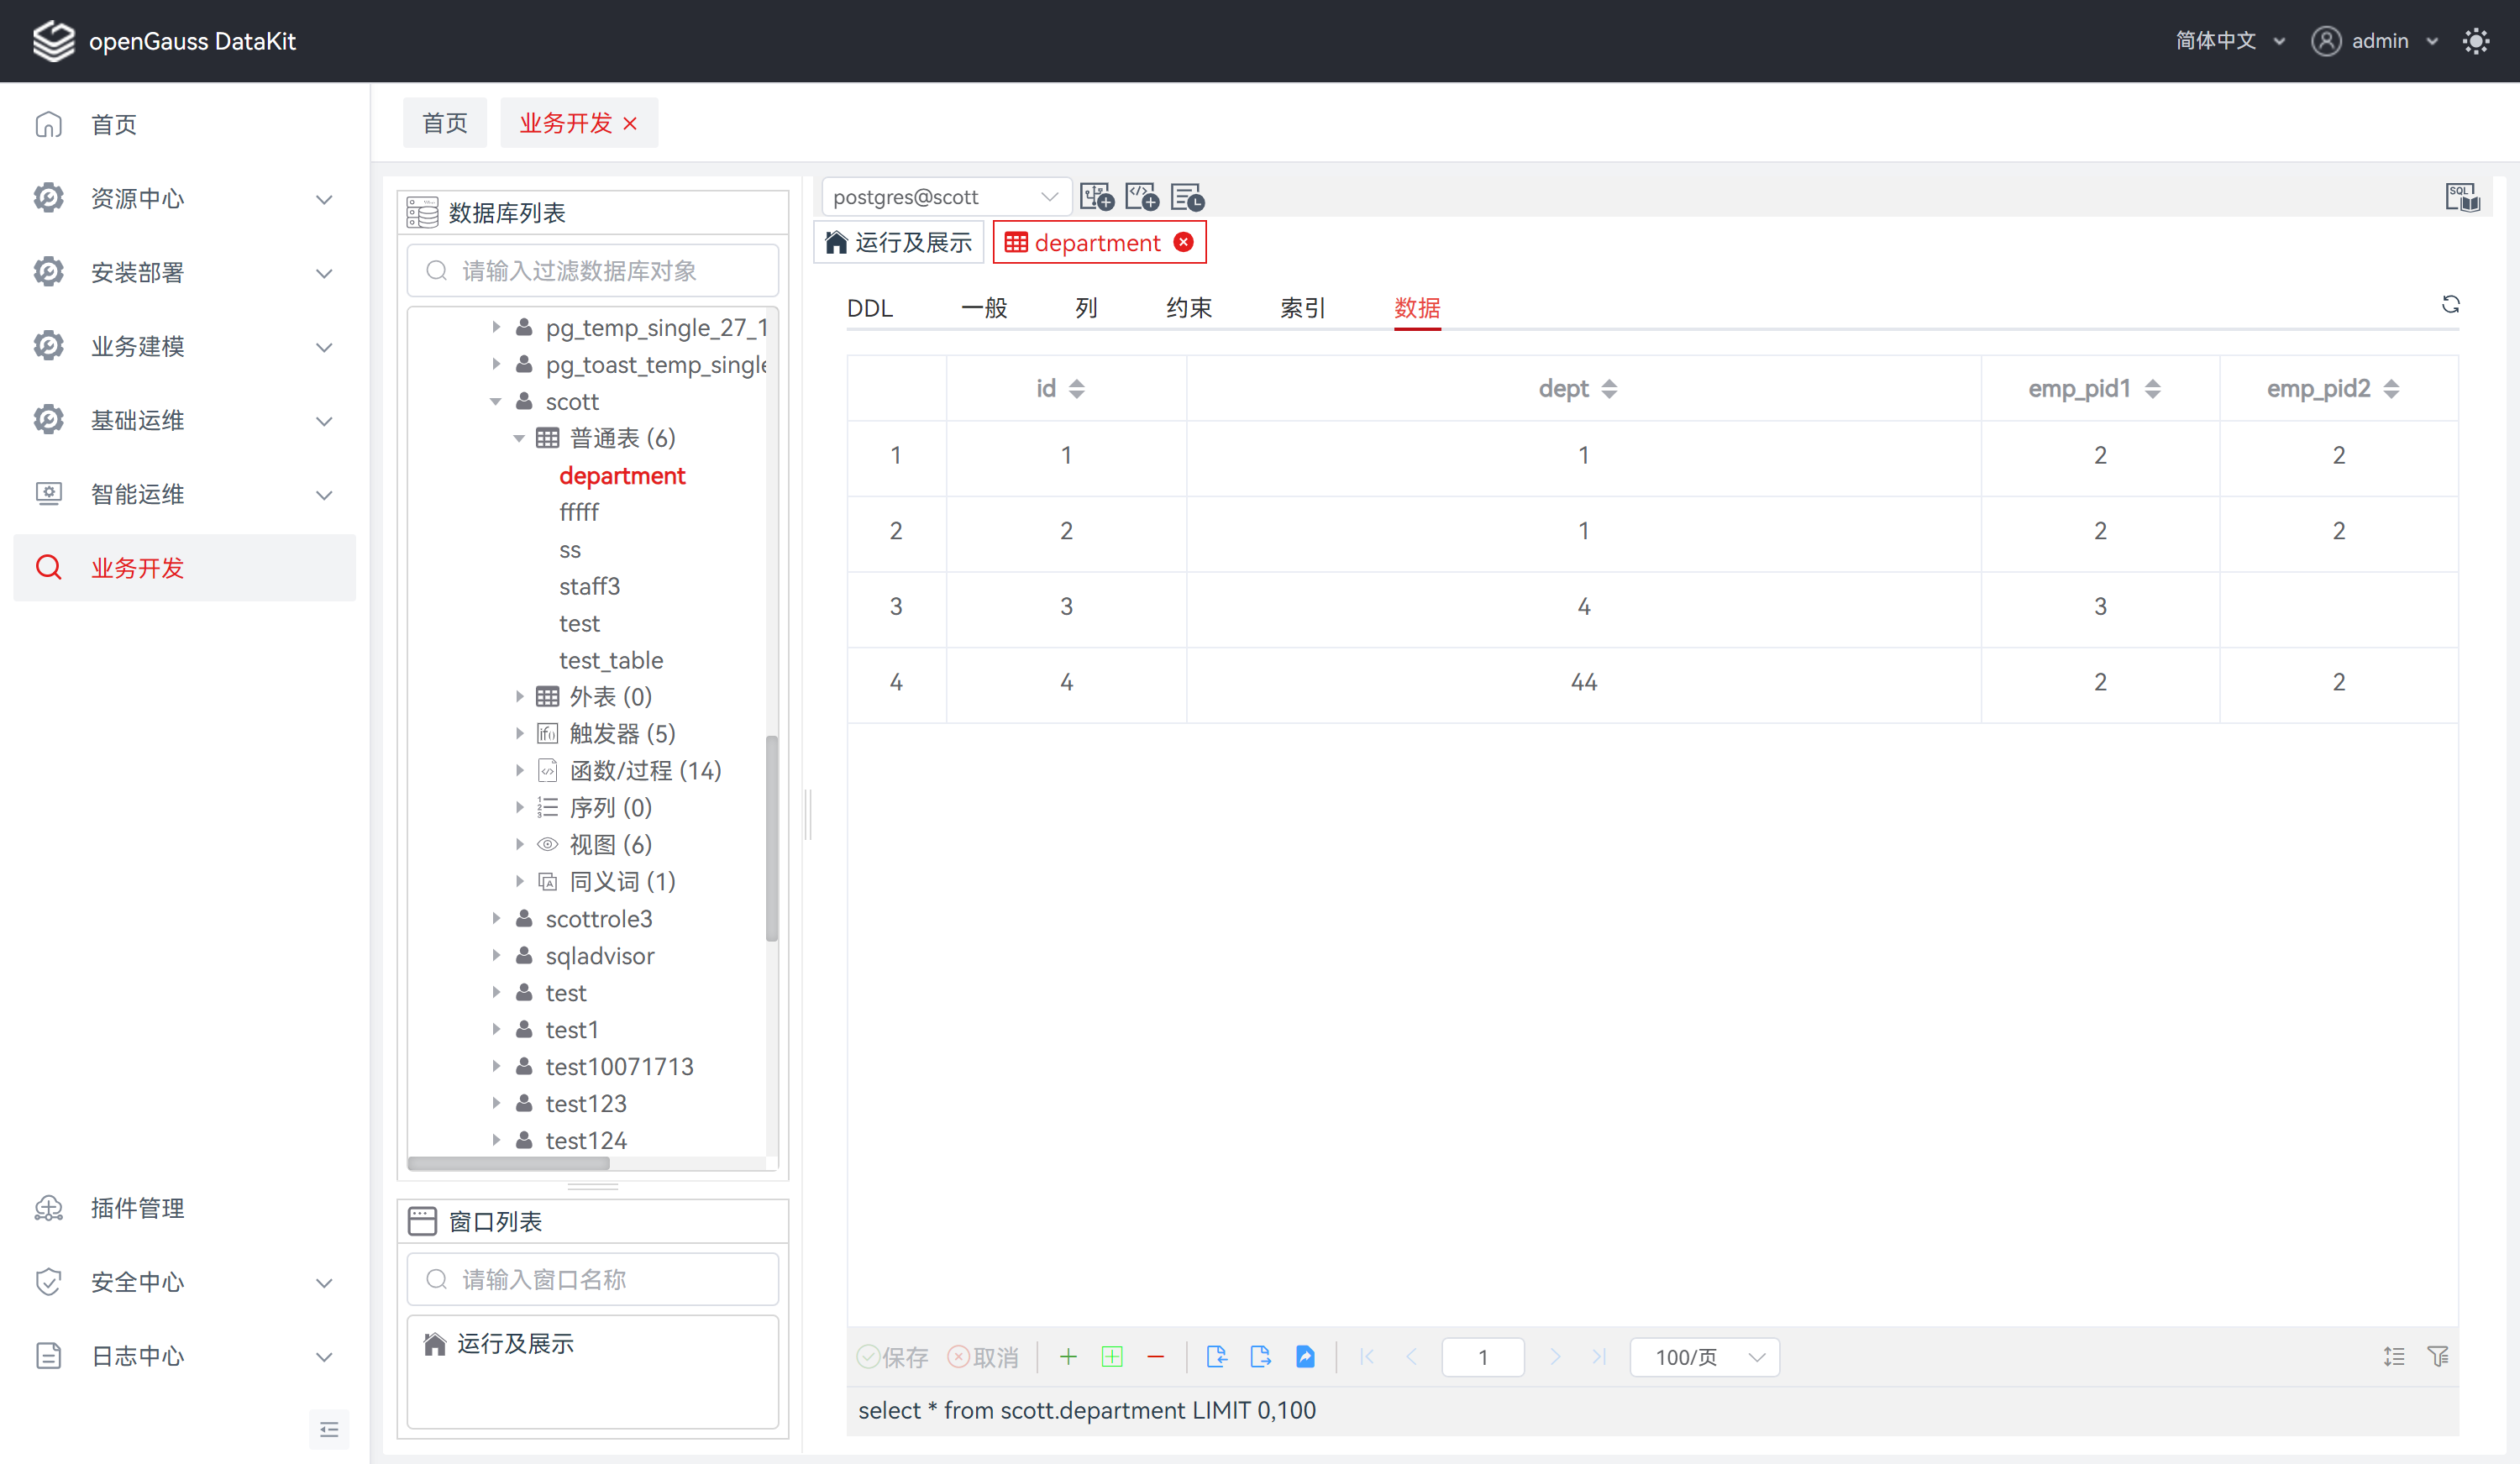 openGauss DataKit
简体中文
admin
首页
资源中心
安装部署
业务建模
基础运维
智能运维
业务开发
插件管理
安全中心
日志中心
首页
业务开发
数据库列表
请输入过滤数据库对象
pg_temp_single_27_1
pg_toast_temp_single
scott
普通表 (6)
department
fffff
ss
staff3
test
test_table
外表 (0)
触发器 (5)
函数/过程 (14)
序列 (0)
视图 (6)
同义词 (1)
scottrole3
sqladvisor
test
test1
test10071713
test123
test124
窗口列表
请输入窗口名称
运行及展示
postgres@scott
SQL
运行及展示
department
DDL 一般 列 约束 索引 数据
id dept emp_pid1 emp_pid2
1 1 1 2 2
2 2 1 2 2
3 3 4 3
4 4 44 2 2
保存 取消 1 100/页
select * from scott.department LIMIT 0,100